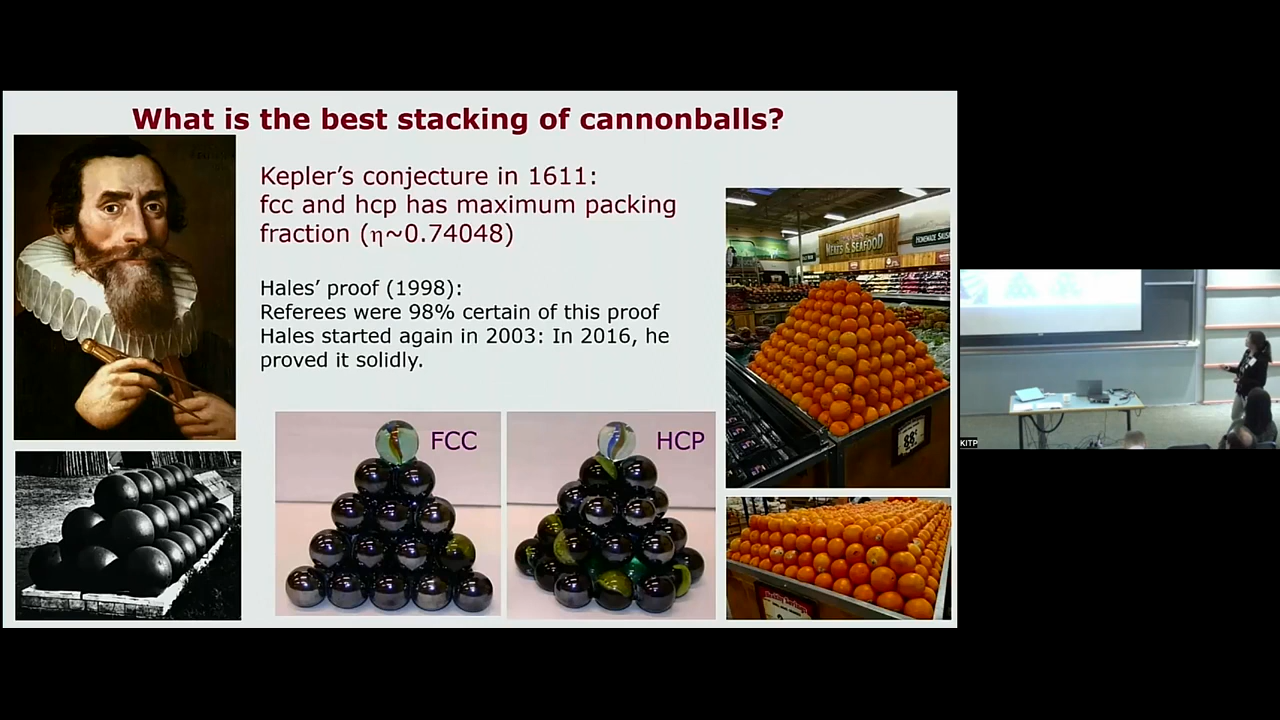 What is the best stacking of cannonballs?
Kepler's conjecture in 1611:
fcc and hcp has maximum packing
fraction (η~0.74048)
Hales' proof (1998):
Referees were 98% certain of this proof
Hales started again in 2003: In 2016, he
proved it solidly.
FCC
HCP
MEATS & SEAFOOD
HOMEMADE
88¢
KITP